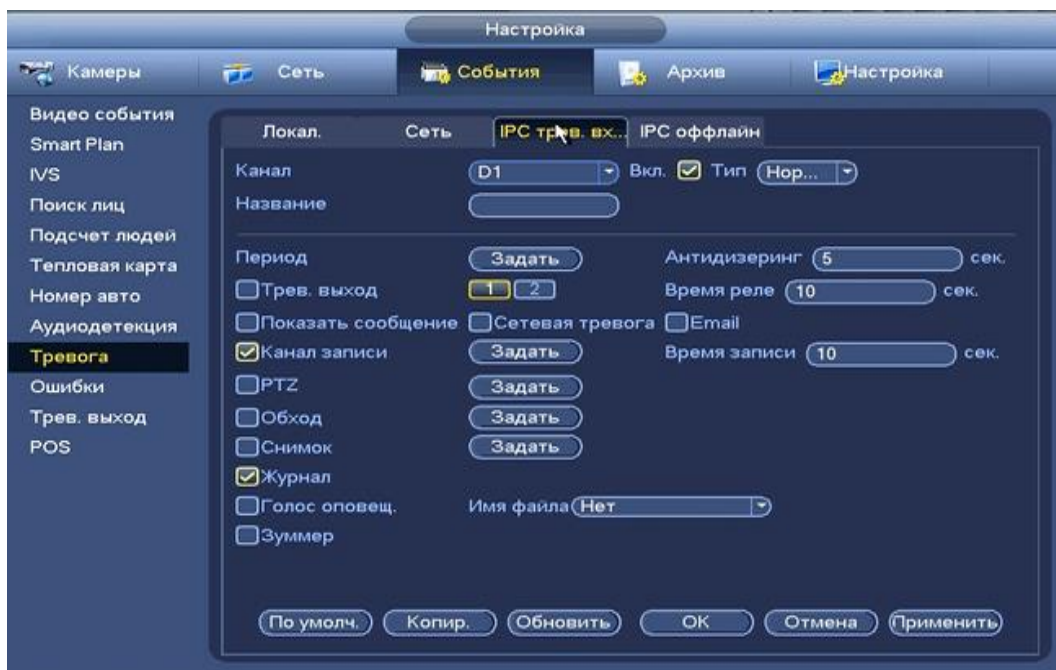 Настройка
Камеры Сеть События Архив Настройка
Видео события
Smart Plan
IVS
Поиск лиц
Подсчет людей
Тепловая карта
Номер авто
Аудиодетекция
Тревога
Ошибки
Трев. выход
POS
Локал. Сеть IPC трев. вх... IPC оффлайн
Канал D1 Вкл. Тип Нор...
Название
Период Задать Антидизеринг 5 сек.
Трев. выход 1 2 Время реле 10 сек.
Показать сообщение Сетевая тревога Email
Канал записи Задать Время записи 10 сек.
PTZ Задать
Обход Задать
Снимок Задать
Журнал
Голос оповещ. Имя файла Нет
Зуммер
По умолч. Копир. Обновить ОК Отмена Применить